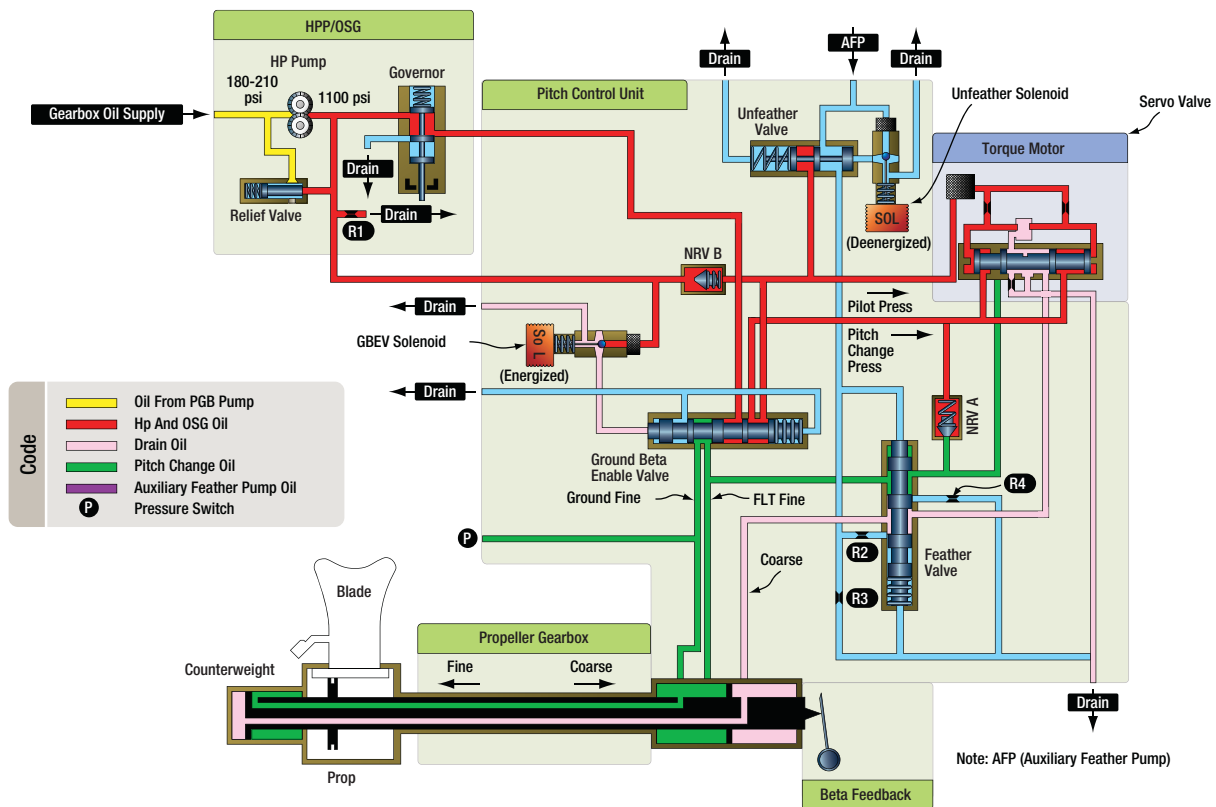 HPP/OSG
HP Pump
180-210
psi
1100 psi
Governor
Gearbox Oil Supply
Drain
Relief Valve
R1
Drain
Pitch Control Unit
Drain
AFP
Drain
Unfeather Solenoid
Unfeather
Valve
Servo Valve
Torque Motor
SOL
(Deenergized)
NRV B
Pilot Press
Pitch
Change
Press
Drain
GBEV Solenoid
So L
(Energized)
Drain
NRV A
Ground Beta
Enable Valve
Ground Fine
FLT Fine
R4
P
R2
Feather
Valve
R3
Coarse
Code
Oil From PGB Pump
Hp And OSG Oil
Drain Oil
Pitch Change Oil
Auxiliary Feather Pump Oil
P Pressure Switch
Blade
Propeller Gearbox
Counterweight
Fine
Coarse
Prop
Drain
Note: AFP (Auxiliary Feather Pump)
Beta Feedback